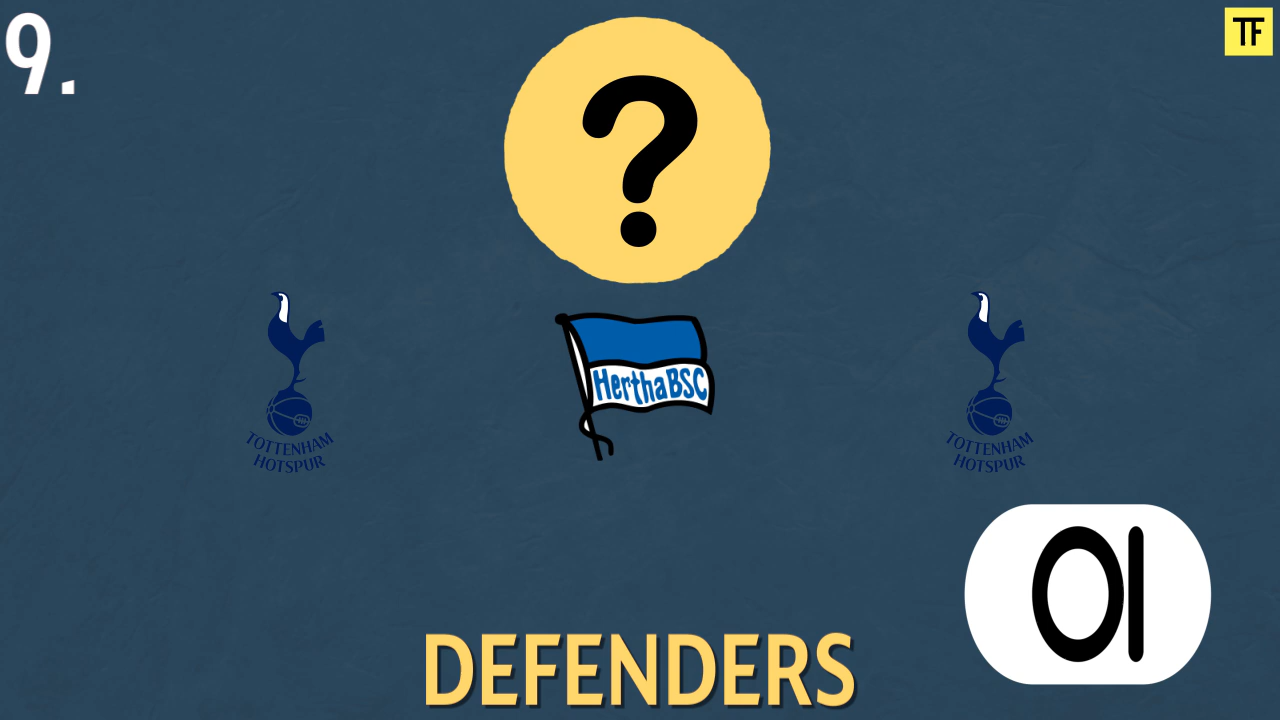 9.
TF
?
TOTTENHAM
HOTSPUR
HerthaBSC
TOTTENHAM
HOTSPUR
01
DEFENDERS